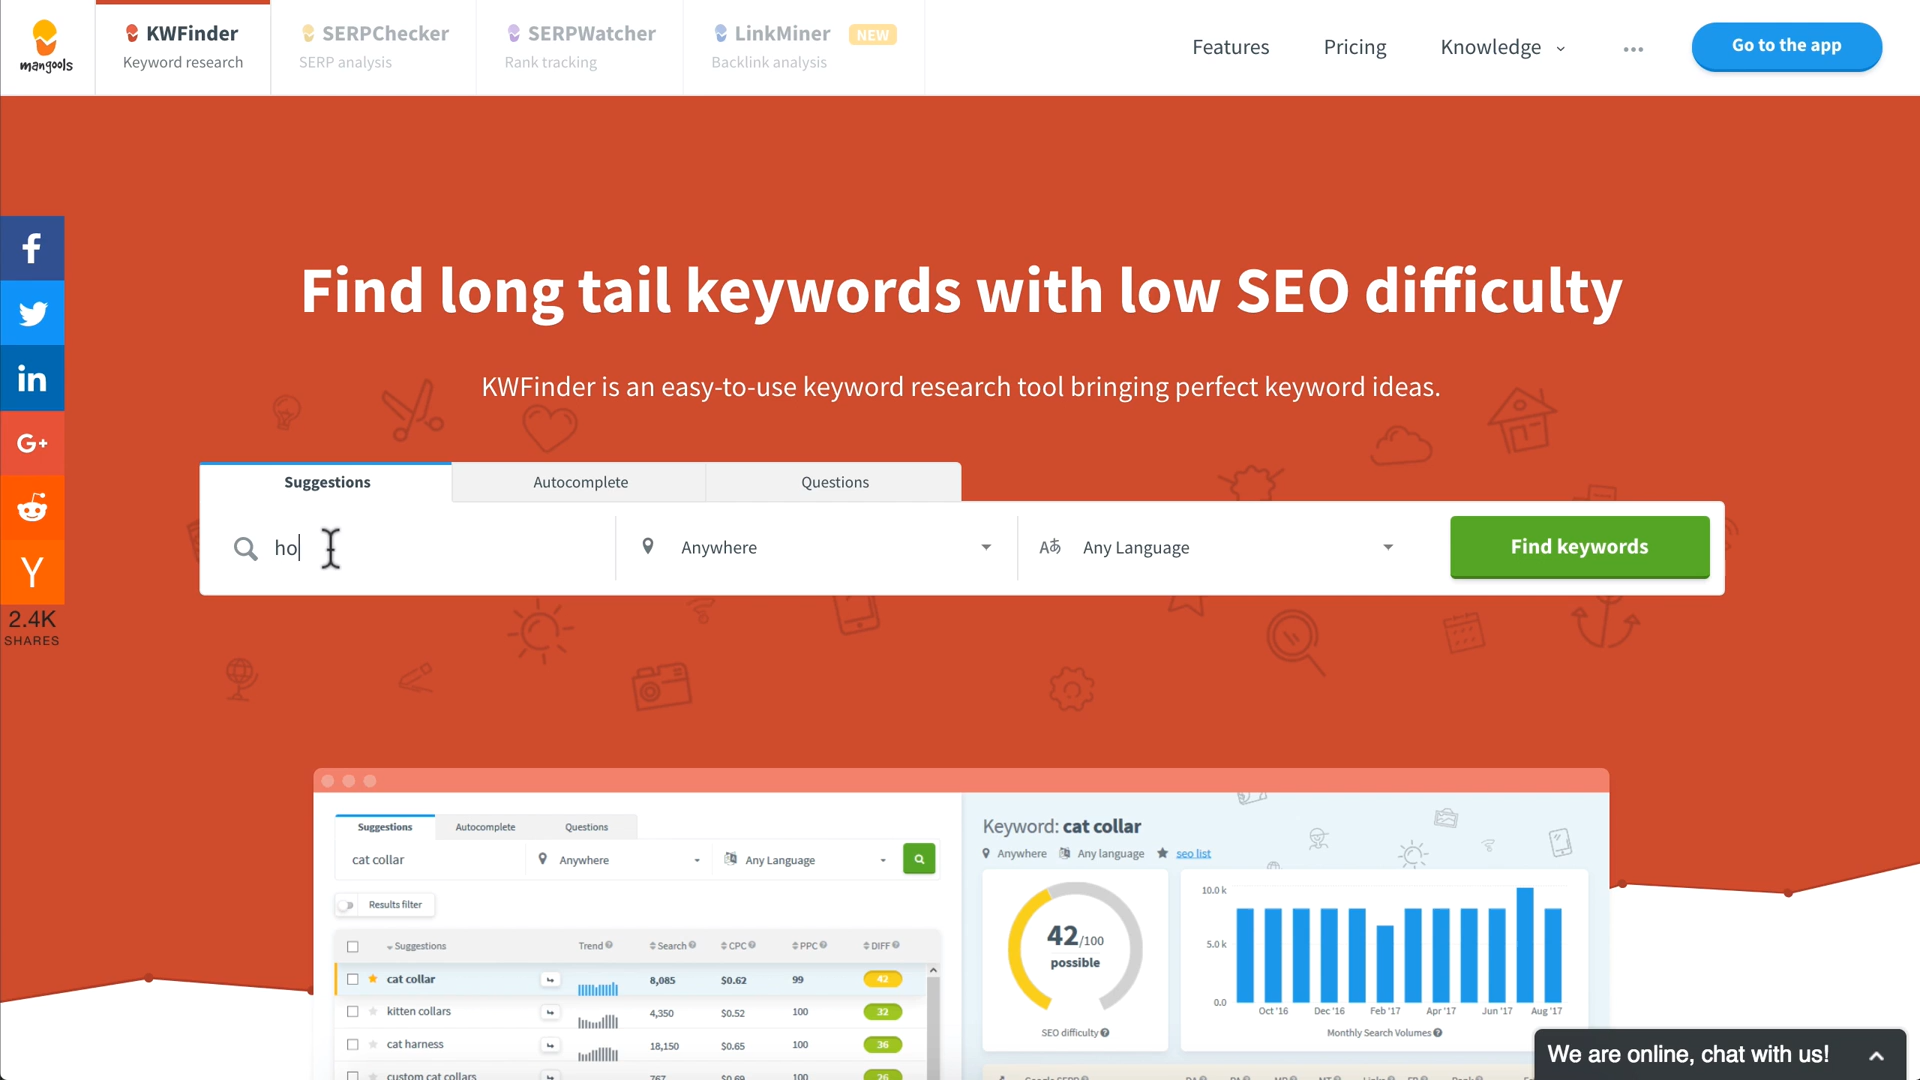 mangools
KWFinder
Keyword research
SERPChecker
SERP analysis
SERPWatcher
Rank tracking
LinkMiner NEW
Backlink analysis
Features
Pricing
Knowledge
Go to the app
Find long tail keywords with low SEO difficulty
KWFinder is an easy-to-use keyword research tool bringing perfect keyword ideas.
Suggestions
Autocomplete
Questions
ho
Anywhere
Any Language
Find keywords
2.4K
SHARES
Suggestions
Autocomplete
Questions
cat collar
Anywhere
Any Language
Results filter
Suggestions Trend Search CPC PPC DIFF
cat collar 8,085 $0.62 99 42
kitten collars 4,350 $0.52 100 32
cat harness 18,150 $0.65 100 36
custom cat collars 767 $0.69 100 26
Keyword: cat collar
Anywhere Any language seo list
42/100
possible
SEO difficulty
10.0 k
5.0 k
0.0
Oct '16 Dec '16 Feb '17 Apr '17 Jun '17 Aug '17
Monthly Search Volumes
We are online, chat with us!